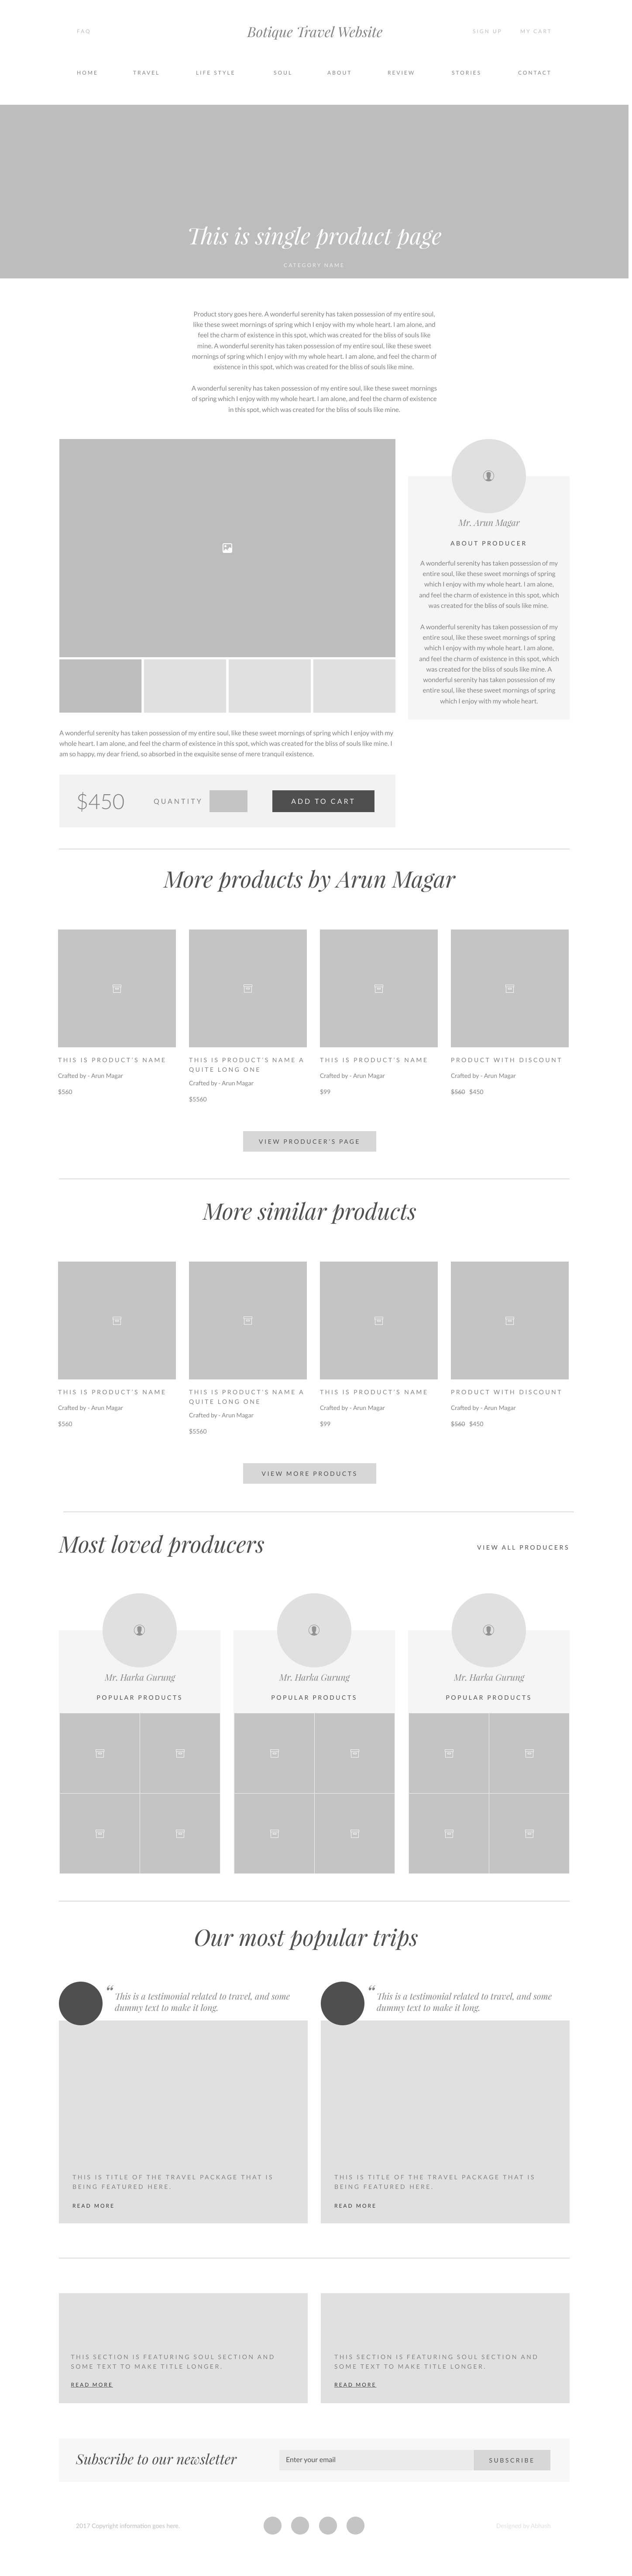 FAQ
Botique Travel Website
SIGN UP
MY CART
HOME
TRAVEL
LIFE STYLE
SOUL
ABOUT
REVIEW
STORIES
CONTACT
This is single product page
CATEGORY NAME
Product story goes here. A wonderful serenity has taken possession of my entire soul,
like these sweet mornings of spring which I enjoy with my whole heart. I am alone, and
feel the charm of existence in this spot, which was created for the bliss of souls like
mine. A wonderful serenity has taken possession of my entire soul, like these sweet
mornings of spring which I enjoy with my whole heart. I am alone, and feel the charm of
existence in this spot, which was created for the bliss of souls like mine.
A wonderful serenity has taken possession of my entire soul, like these sweet mornings
of spring which I enjoy with my whole heart. I am alone, and feel the charm of existence
in this spot, which was created for the bliss of souls like mine.
Mr. Arun Magar
ABOUT PRODUCER
A wonderful serenity has taken possession of my
entire soul, like these sweet mornings of spring
which I enjoy with my whole heart. I am alone,
and feel the charm of existence in this spot, which
was created for the bliss of souls like mine.
A wonderful serenity has taken possession of my
entire soul, like these sweet mornings of spring
which I enjoy with my whole heart. I am alone,
and feel the charm of existence in this spot, which
was created for the bliss of souls like mine. A
wonderful serenity has taken possession of my
entire soul, like these sweet mornings of spring
which I enjoy with my whole heart.
A wonderful serenity has taken possession of my entire soul, like these sweet mornings of spring which I enjoy with my
whole heart. I am alone, and feel the charm of existence in this spot, which was created for the bliss of souls like mine. I
am so happy, my dear friend, so absorbed in the exquisite sense of mere tranquil existence.
$450
QUANTITY
ADD TO CART
More products by Arun Magar
THIS IS PRODUCT'S NAME
Crafted by - Arun Magar
$560
THIS IS PRODUCT'S NAME A
QUITE LONG ONE
Crafted by - Arun Magar
$5560
THIS IS PRODUCT'S NAME
Crafted by - Arun Magar
$99
PRODUCT WITH DISCOUNT
Crafted by - Arun Magar
$560 $450
VIEW PRODUCER'S PAGE
More similar products
THIS IS PRODUCT'S NAME
Crafted by - Arun Magar
$560
THIS IS PRODUCT'S NAME A
QUITE LONG ONE
Crafted by - Arun Magar
$5560
THIS IS PRODUCT'S NAME
Crafted by - Arun Magar
$99
PRODUCT WITH DISCOUNT
Crafted by - Arun Magar
$560 $450
VIEW MORE PRODUCTS
Most loved producers
VIEW ALL PRODUCERS
Mr. Harka Gurung
POPULAR PRODUCTS
Mr. Harka Gurung
POPULAR PRODUCTS
Mr. Harka Gurung
POPULAR PRODUCTS
Our most popular trips
“ This is a testimonial related to travel, and some
dummy text to make it long.
THIS IS TITLE OF THE TRAVEL PACKAGE THAT IS
BEING FEATURED HERE.
READ MORE
“ This is a testimonial related to travel, and some
dummy text to make it long.
THIS IS TITLE OF THE TRAVEL PACKAGE THAT IS
BEING FEATURED HERE.
READ MORE
THIS SECTION IS FEATURING SOUL SECTION AND
SOME TEXT TO MAKE TITLE LONGER.
READ MORE
THIS SECTION IS FEATURING SOUL SECTION AND
SOME TEXT TO MAKE TITLE LONGER.
READ MORE
Subscribe to our newsletter
Enter your email
SUBSCRIBE
2017 Copyright information goes here.
Designed by